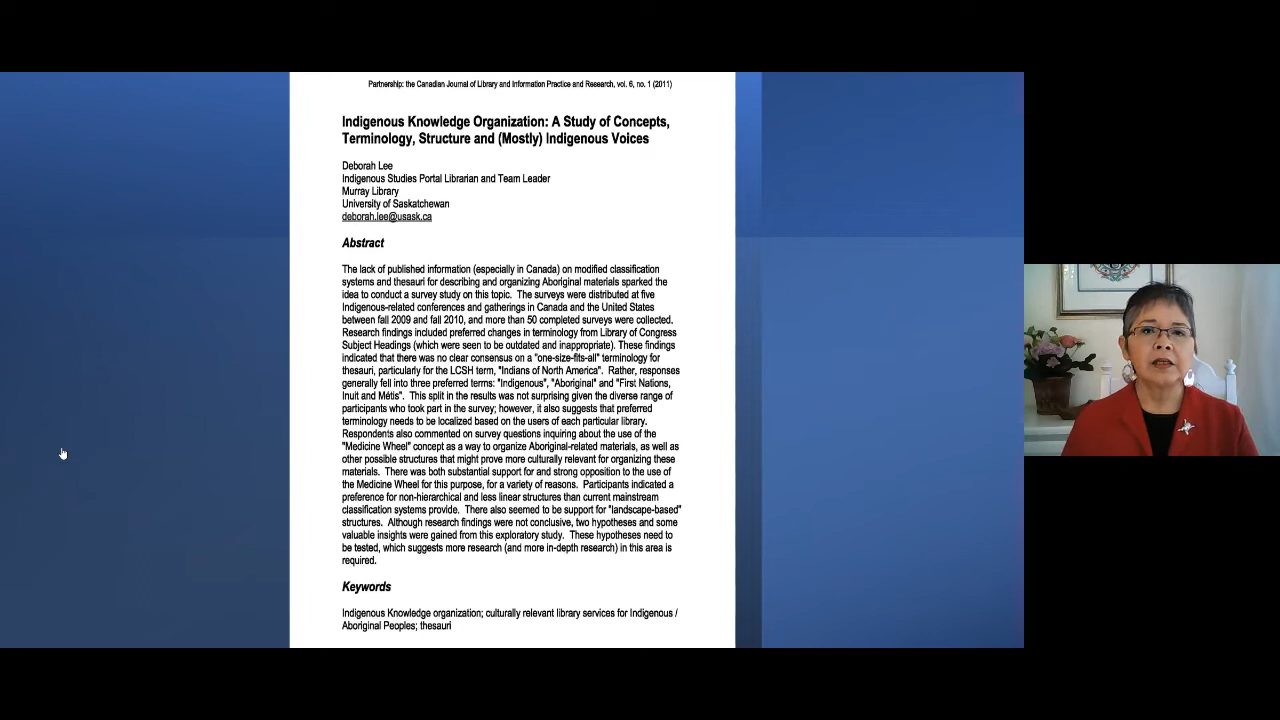 Partnership: the Canadian Journal of Library and Information Practice and Research, vol. 6, no. 1 (2011)
Indigenous Knowledge Organization: A Study of Concepts,
Terminology, Structure and (Mostly) Indigenous Voices
Deborah Lee
Indigenous Studies Portal Librarian and Team Leader
Murray Library
University of Saskatchewan
deborah.lee@usask.ca
Abstract
The lack of published information (especially in Canada) on modified classification
systems and thesauri for describing and organizing Aboriginal materials sparked the
idea to conduct a survey study on this topic.  The surveys were distributed at five
Indigenous-related conferences and gatherings in Canada and the United States
between fall 2009 and fall 2010, and more than 50 completed surveys were collected.
Research findings included preferred changes in terminology from Library of Congress
Subject Headings (which were seen to be outdated and inappropriate). These findings
indicated that there was no clear consensus on a "one-size-fits-all" terminology for
thesauri, particularly for the LCSH term, "Indians of North America".  Rather, responses
generally fell into three preferred terms: "Indigenous", "Aboriginal" and "First Nations,
Inuit and Métis".  This split in the results was not surprising given the diverse range of
participants who took part in the survey; however, it also suggests that preferred
terminology needs to be localized based on the users of each particular library.
Respondents also commented on survey questions inquiring about the use of the
"Medicine Wheel" concept as a way to organize Aboriginal-related materials, as well as
other possible structures that might prove more culturally relevant for organizing these
materials.  There was both substantial support for and strong opposition to the use of
the Medicine Wheel for this purpose, for a variety of reasons.  Participants indicated a
preference for non-hierarchical and less linear structures than current mainstream
classification systems provide.  There also seemed to be support for "landscape-based"
structures.  Although research findings were not conclusive, two hypotheses and some
valuable insights were gained from this exploratory study.  These hypotheses need to
be tested, which suggests more research (and more in-depth research) in this area is
required.
Keywords
Indigenous Knowledge organization; culturally relevant library services for Indigenous /
Aboriginal Peoples; thesauri